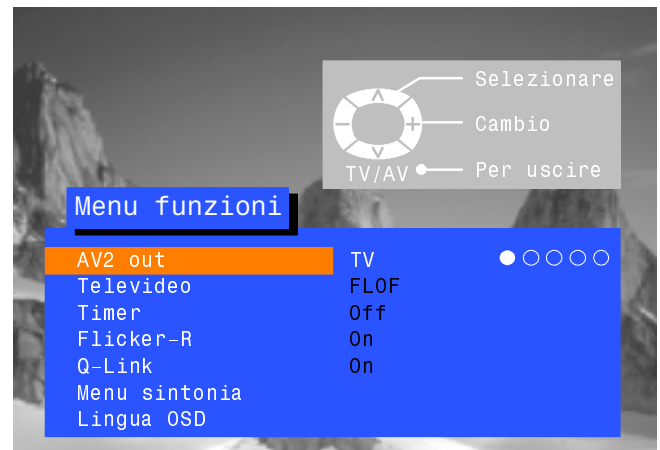 Selezionare
Cambio
TV/AV Per uscire
Menu funzioni
AV2 out TV
Televideo FLOF
Timer Off
Flicker-R On
Q-Link On
Menu sintonia
Lingua OSD